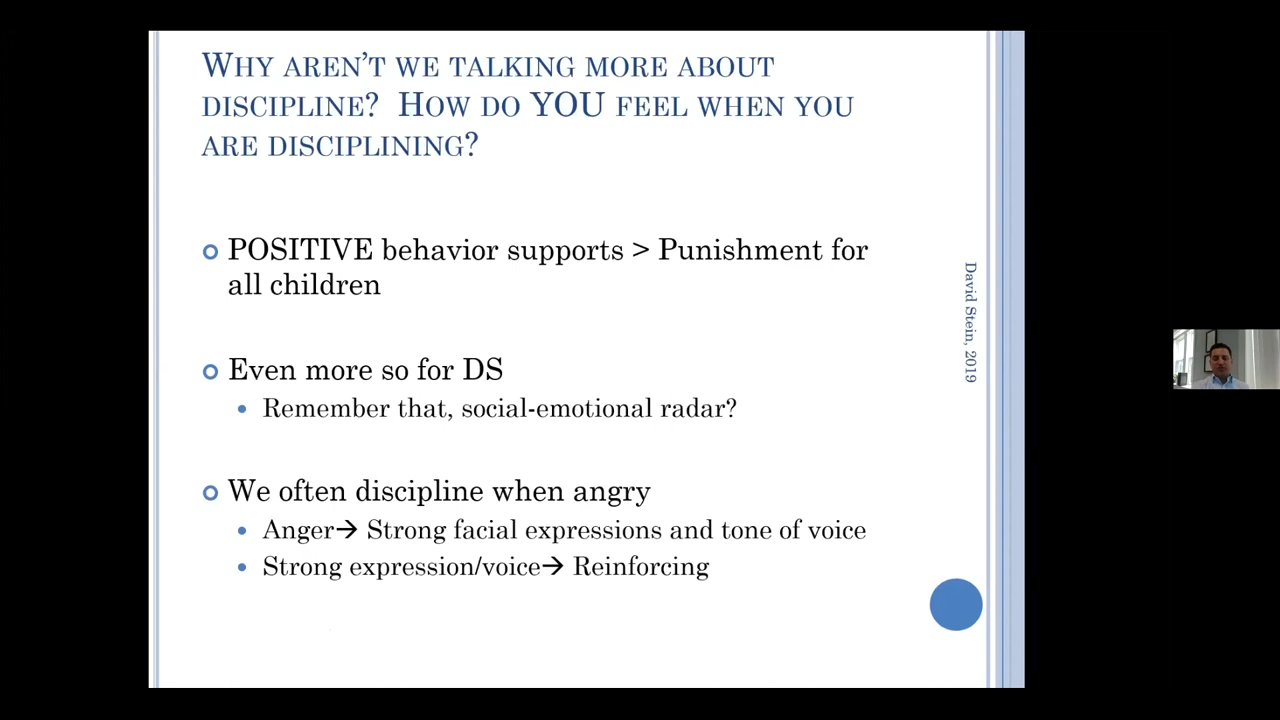 WHY AREN'T WE TALKING MORE ABOUT
DISCIPLINE? HOW DO YOU FEEL WHEN YOU
ARE DISCIPLINING?
POSITIVE behavior supports > Punishment for
all children
Even more so for DS
Remember that, social-emotional radar?
We often discipline when angry
Anger→ Strong facial expressions and tone of voice
Strong expression/voice→ Reinforcing
David Stein, 2019